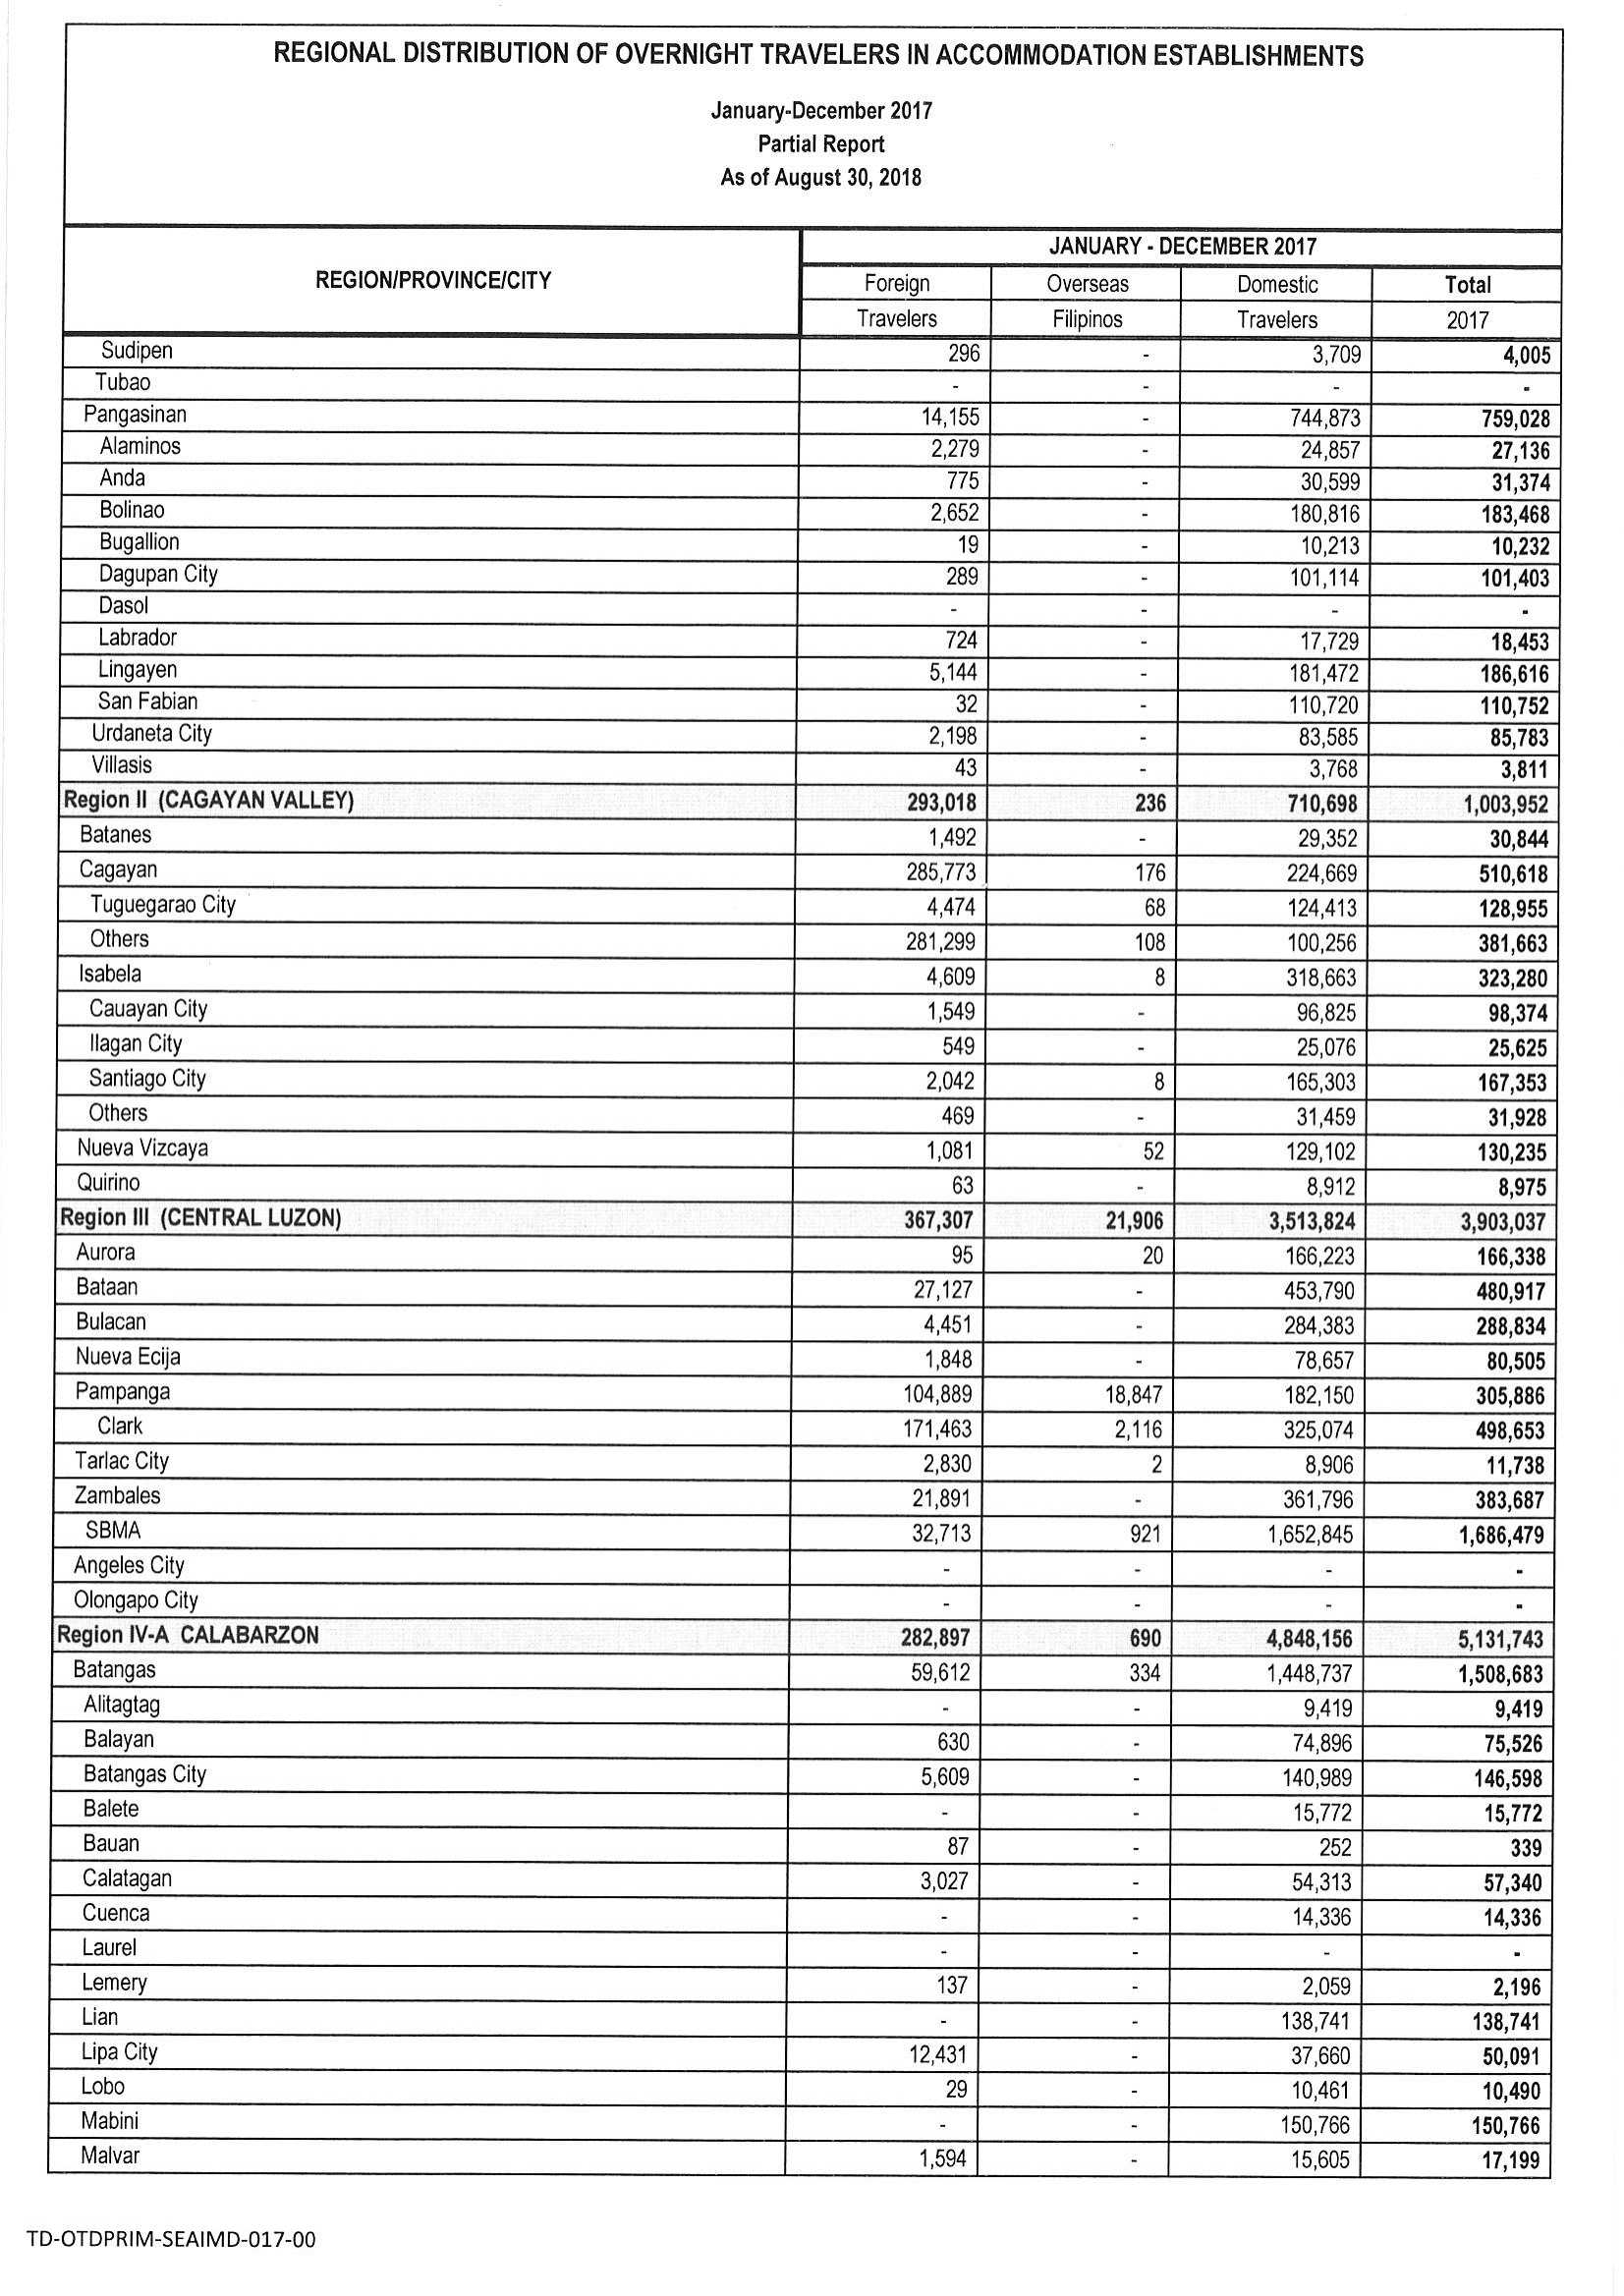 REGIONAL DISTRIBUTION OF OVERNIGHT TRAVELERS IN ACCOMMODATION ESTABLISHMENTS
January-December 2017
Partial Report
As of August 30, 2018
REGION/PROVINCE/CITY
JANUARY - DECEMBER 2017
Foreign Overseas Domestic Total
Travelers Filipinos Travelers 2017
Sudipen 296 - 3,709 4,005
Tubao - - - -
Pangasinan 14,155 - 744,873 759,028
Alaminos 2,279 - 24,857 27,136
Anda 775 - 30,599 31,374
Bolinao 2,652 - 180,816 183,468
Bugallion 19 - 10,213 10,232
Dagupan City 289 - 101,114 101,403
Dasol - - - -
Labrador 724 - 17,729 18,453
Lingayen 5,144 - 181,472 186,616
San Fabian 32 - 110,720 110,752
Urdaneta City 2,198 - 83,585 85,783
Villasis 43 - 3,768 3,811
Region II (CAGAYAN VALLEY) 293,018 236 710,698 1,003,952
Batanes 1,492 - 29,352 30,844
Cagayan 285,773 176 224,669 510,618
Tuguegarao City 4,474 68 124,413 128,955
Others 281,299 108 100,256 381,663
Isabela 4,609 8 318,663 323,280
Cauayan City 1,549 - 96,825 98,374
Ilagan City 549 - 25,076 25,625
Santiago City 2,042 8 165,303 167,353
Others 469 - 31,459 31,928
Nueva Vizcaya 1,081 52 129,102 130,235
Quirino 63 - 8,912 8,975
Region III (CENTRAL LUZON) 367,307 21,906 3,513,824 3,903,037
Aurora 95 20 166,223 166,338
Bataan 27,127 - 453,790 480,917
Bulacan 4,451 - 284,383 288,834
Nueva Ecija 1,848 - 78,657 80,505
Pampanga 104,889 18,847 182,150 305,886
Clark 171,463 2,116 325,074 498,653
Tarlac City 2,830 2 8,906 11,738
Zambales 21,891 - 361,796 383,687
SBMA 32,713 921 1,652,845 1,686,479
Angeles City - - - -
Olongapo City - - - -
Region IV-A CALABARZON 282,897 690 4,848,156 5,131,743
Batangas 59,612 334 1,448,737 1,508,683
Alitagtag - - 9,419 9,419
Balayan 630 - 74,896 75,526
Batangas City 5,609 - 140,989 146,598
Balete - - 15,772 15,772
Bauan 87 - 252 339
Calatagan 3,027 - 54,313 57,340
Cuenca - - 14,336 14,336
Laurel - - - -
Lemery 137 - 2,059 2,196
Lian - - 138,741 138,741
Lipa City 12,431 - 37,660 50,091
Lobo 29 - 10,461 10,490
Mabini - - 150,766 150,766
Malvar 1,594 - 15,605 17,199
TD-OTDPRIM-SEAIMD-017-00